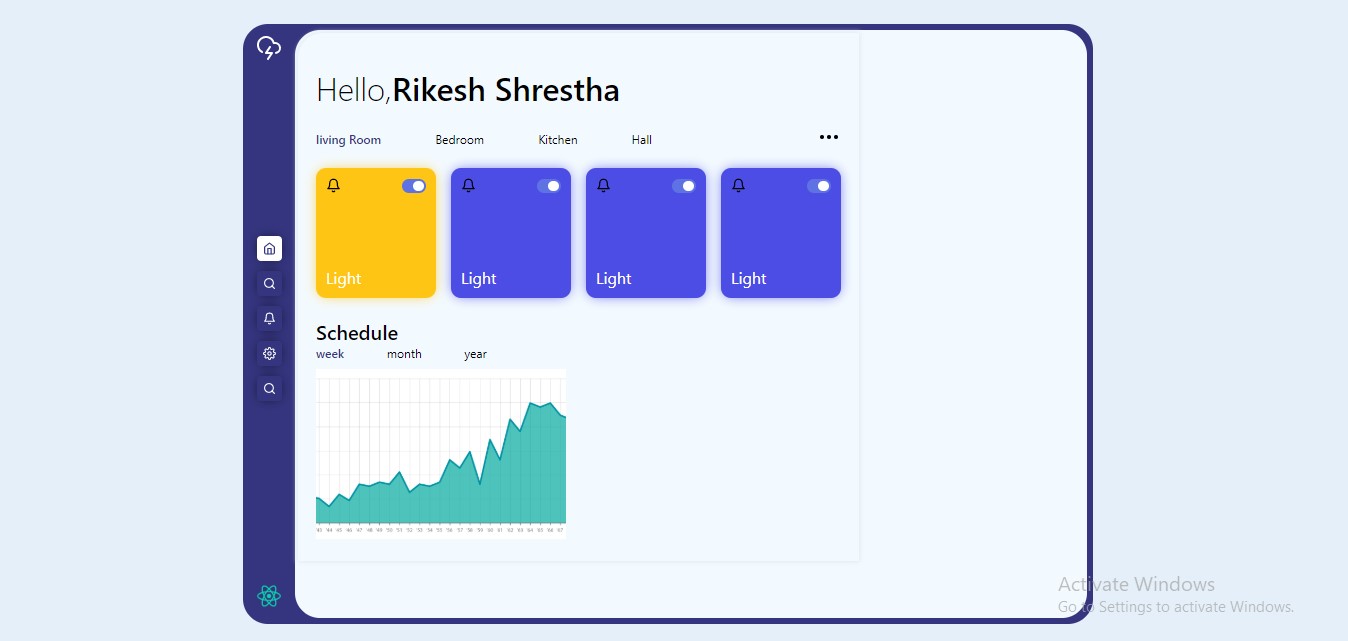 Hello,Rikesh Shrestha
living Room Bedroom Kitchen Hall
Light Light Light Light
Schedule
week month year
Activate Windows
Go to Settings to activate Windows.